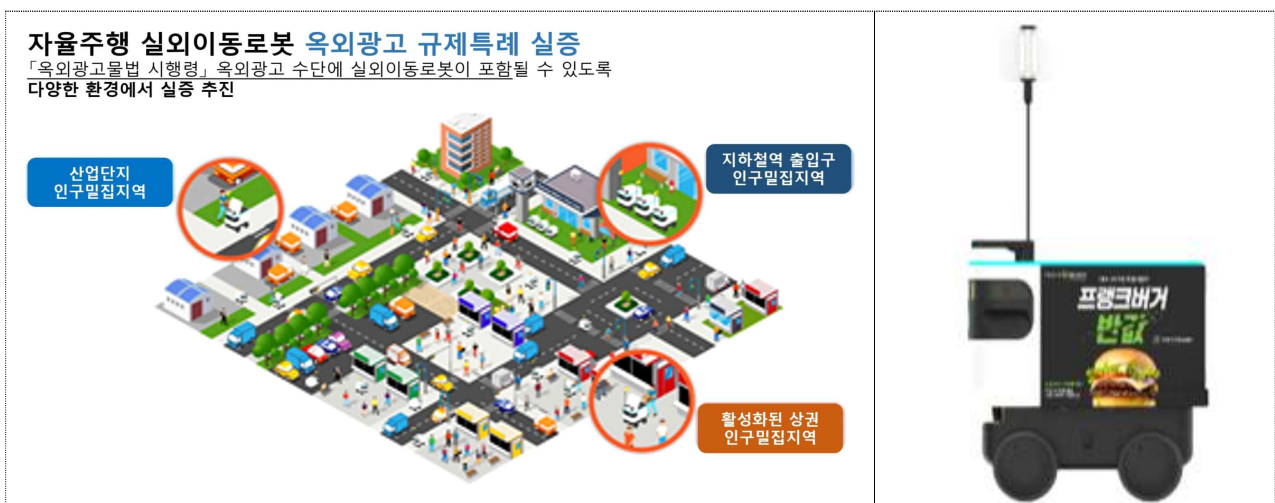 자율주행 실외이동로봇 옥외광고 규제특례 실증
「옥외광고물법 시행령」 옥외광고 수단에 실외이동로봇이 포함될 수 있도록
다양한 환경에서 실증 추진
산업단지
인구밀집지역
지하철역 출입구
인구밀집지역
활성화된 상권
인구밀집지역
프랭크버거
반값